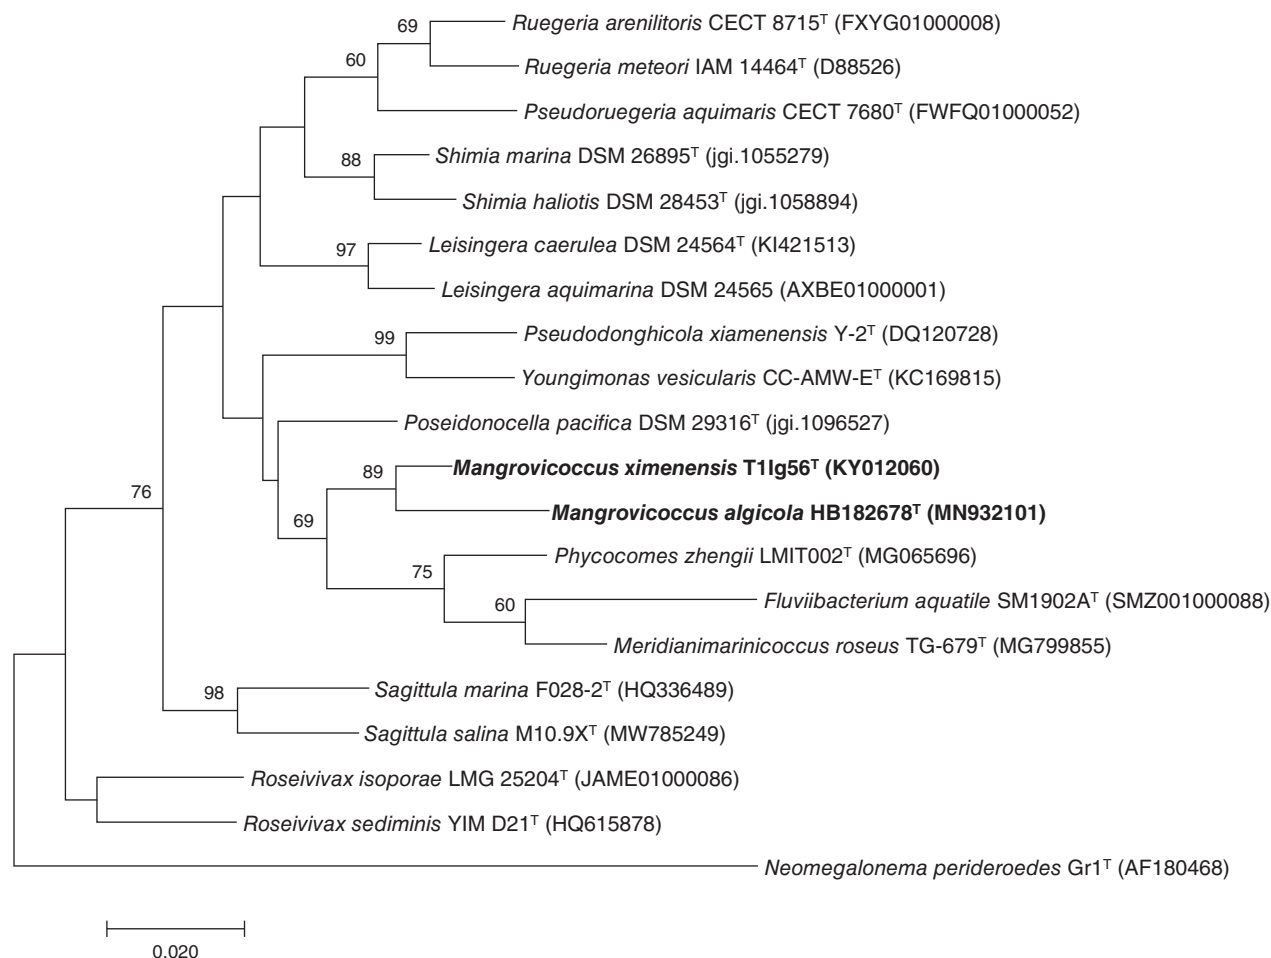 69
Ruegeria arenilitoris CECT 8715ᵀ (FXYG01000008)
60
Ruegeria meteori IAM 14464ᵀ (D88526)
Pseudoruegeria aquimaris CECT 7680ᵀ (FWFQ01000052)
88
Shimia marina DSM 26895ᵀ (jgi.1055279)
Shimia haliotis DSM 28453ᵀ (jgi.1058894)
97
Leisingera caerulea DSM 24564ᵀ (KI421513)
Leisingera aquimarina DSM 24565 (AXBE01000001)
99
Pseudodonghicola xiamenensis Y-2ᵀ (DQ120728)
Youngimonas vesicularis CC-AMW-Eᵀ (KC169815)
Poseidonocella pacifica DSM 29316ᵀ (jgi.1096527)
89
Mangrovicoccus ximenensis T1lg56ᵀ (KY012060)
76
69
Mangrovicoccus algicola HB182678ᵀ (MN932101)
75
Phycocomes zhengii LMIT002ᵀ (MG065696)
60
Fluviibacterium aquatile SM1902Aᵀ (SMZ001000088)
Meridianimarinicoccus roseus TG-679ᵀ (MG799855)
98
Sagittula marina F028-2ᵀ (HQ336489)
Sagittula salina M10.9Xᵀ (MW785249)
Roseivivax isoporae LMG 25204ᵀ (JAME01000086)
Roseivivax sediminis YIM D21ᵀ (HQ615878)
Neomegalonema perideroedes Gr1ᵀ (AF180468)
0.020